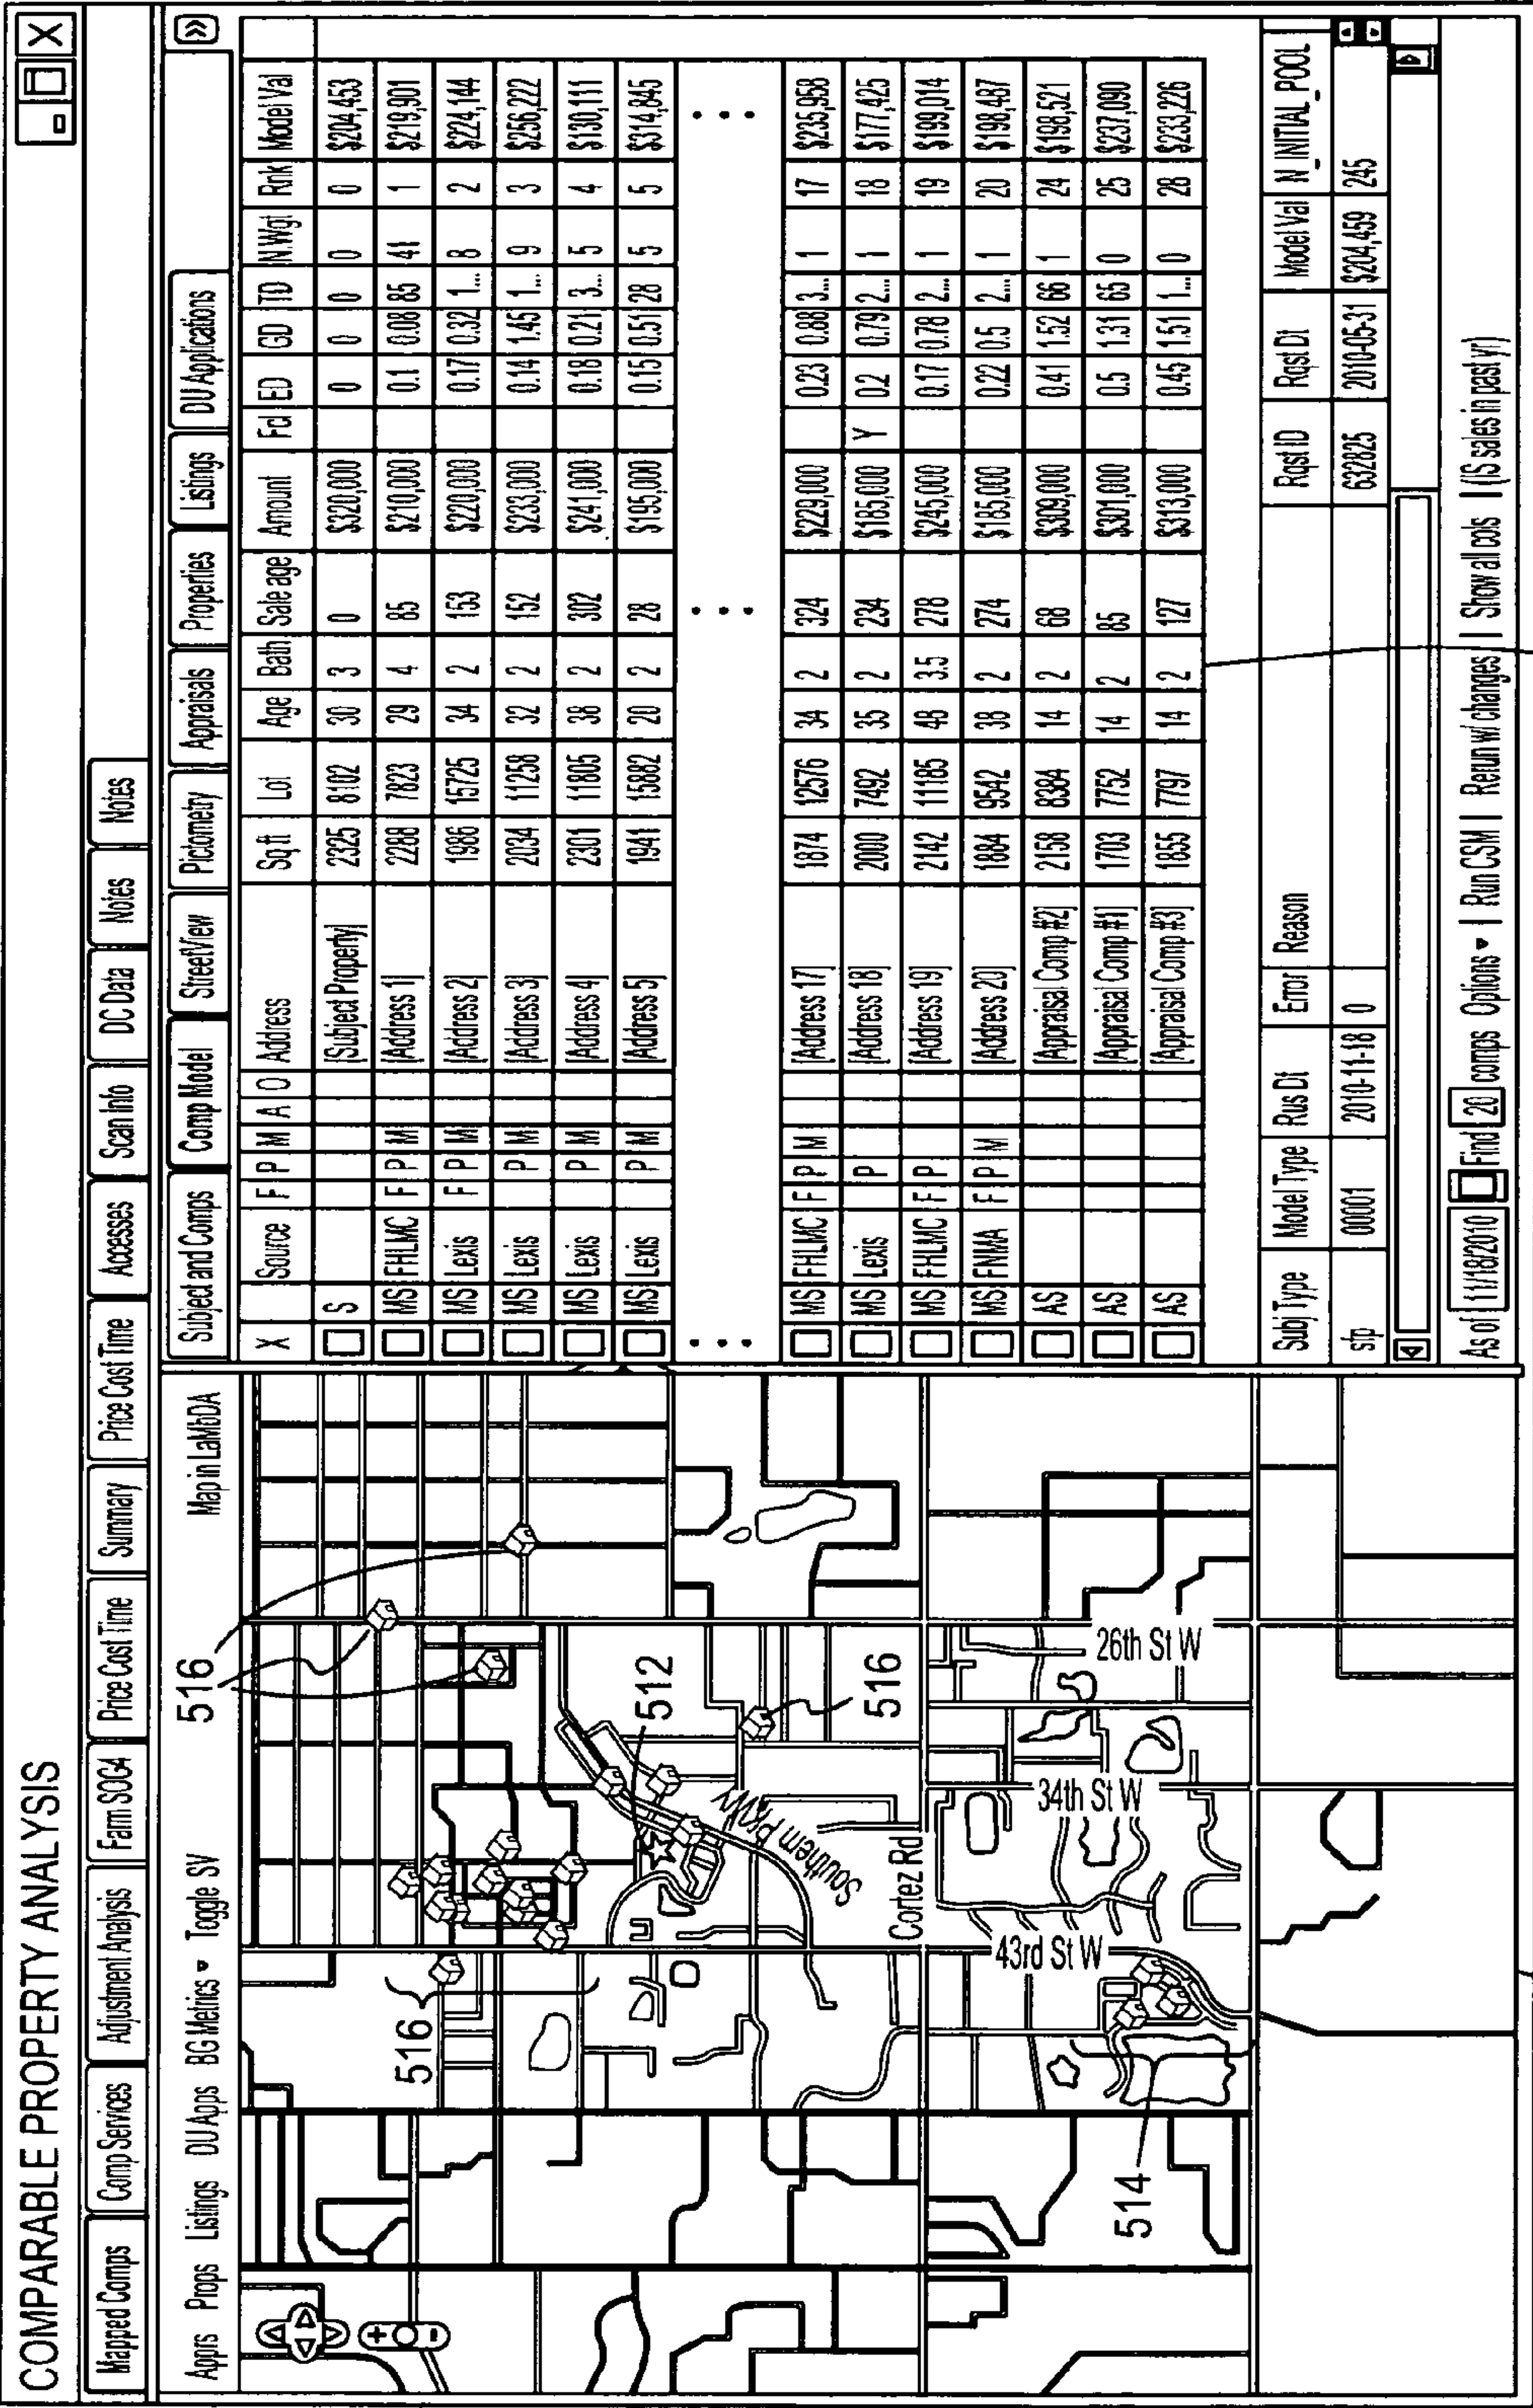 COMPARABLE PROPERTY ANALYSIS
Mapped Comps Comp Services Adjustment Analysis Farm SOG4 Price Cost Time Summary Price Cost Time Accesses Scan Info DC Data Notes Notes
Apprs Props Listings DU Apps BG Metrics Toggle SV Map in LaMbDA
516
516
512
516
514
Southern Pkwy
Cortez Rd
43rd St W
34th St W
26th St W
Subject and Comps Comp Model StreetView Pictometry Appraisals Properties Listings DU Applications
X Source F P M A O Address Sq ft Lot Age Bath Sale age Amount Fcl ED GD TD N.Wgt Rnk Model Val
S [Subject Property] 2325 8102 30 3 0 $320,000 0 0 0 0 0 $204,453
MS FHLMC F P M [Address 1] 2288 7823 29 4 85 $210,000 0.1 0.08 85 41 1 $219,901
MS Lexis F P M [Address 2] 1986 15725 34 2 153 $220,000 0.17 0.32 1... 8 2 $224,144
MS Lexis P M [Address 3] 2034 11258 32 2 152 $233,000 0.14 1.45 1... 9 3 $256,222
MS Lexis P M [Address 4] 2301 11805 38 2 302 $241,000 0.18 0.21 3... 5 4 $130,111
MS Lexis P M [Address 5] 1941 15882 20 2 28 $195,000 0.15 0.51 28 5 5 $314,845
MS FHLMC F P M [Address 17] 1874 12576 34 2 324 $229,000 0.23 0.88 3... 1 17 $235,958
MS Lexis P [Address 18] 2000 7492 35 2 234 $185,000 Y 0.2 0.79 2... 1 18 $177,425
MS FHLMC F P [Address 19] 2142 11185 48 3.5 278 $245,000 0.17 0.78 2... 1 19 $199,014
MS FNMA F P M [Address 20] 1884 9542 38 2 274 $185,000 0.22 0.5 2... 1 20 $198,487
AS [Appraisal Comp #2] 2158 8384 14 2 68 $309,000 0.41 1.52 66 1 24 $198,521
AS [Appraisal Comp #1] 1703 7752 14 2 85 $301,000 0.5 1.31 65 0 25 $237,090
AS [Appraisal Comp #3] 1855 7797 14 2 127 $313,000 0.45 1.51 1... 0 28 $233,226
Subj Type Model Type Rus Dt Error Reason Rqst ID Rqst Dt Model Val N_INITIAL_POOL
sfp 00001 2010-11-18 0 632825 2010-05-31 $204,459 245
As of 11/18/2010 Find 20 comps Options | Run CSM | Rerun w/ changes | Show all cols | (IS sales in past yr)